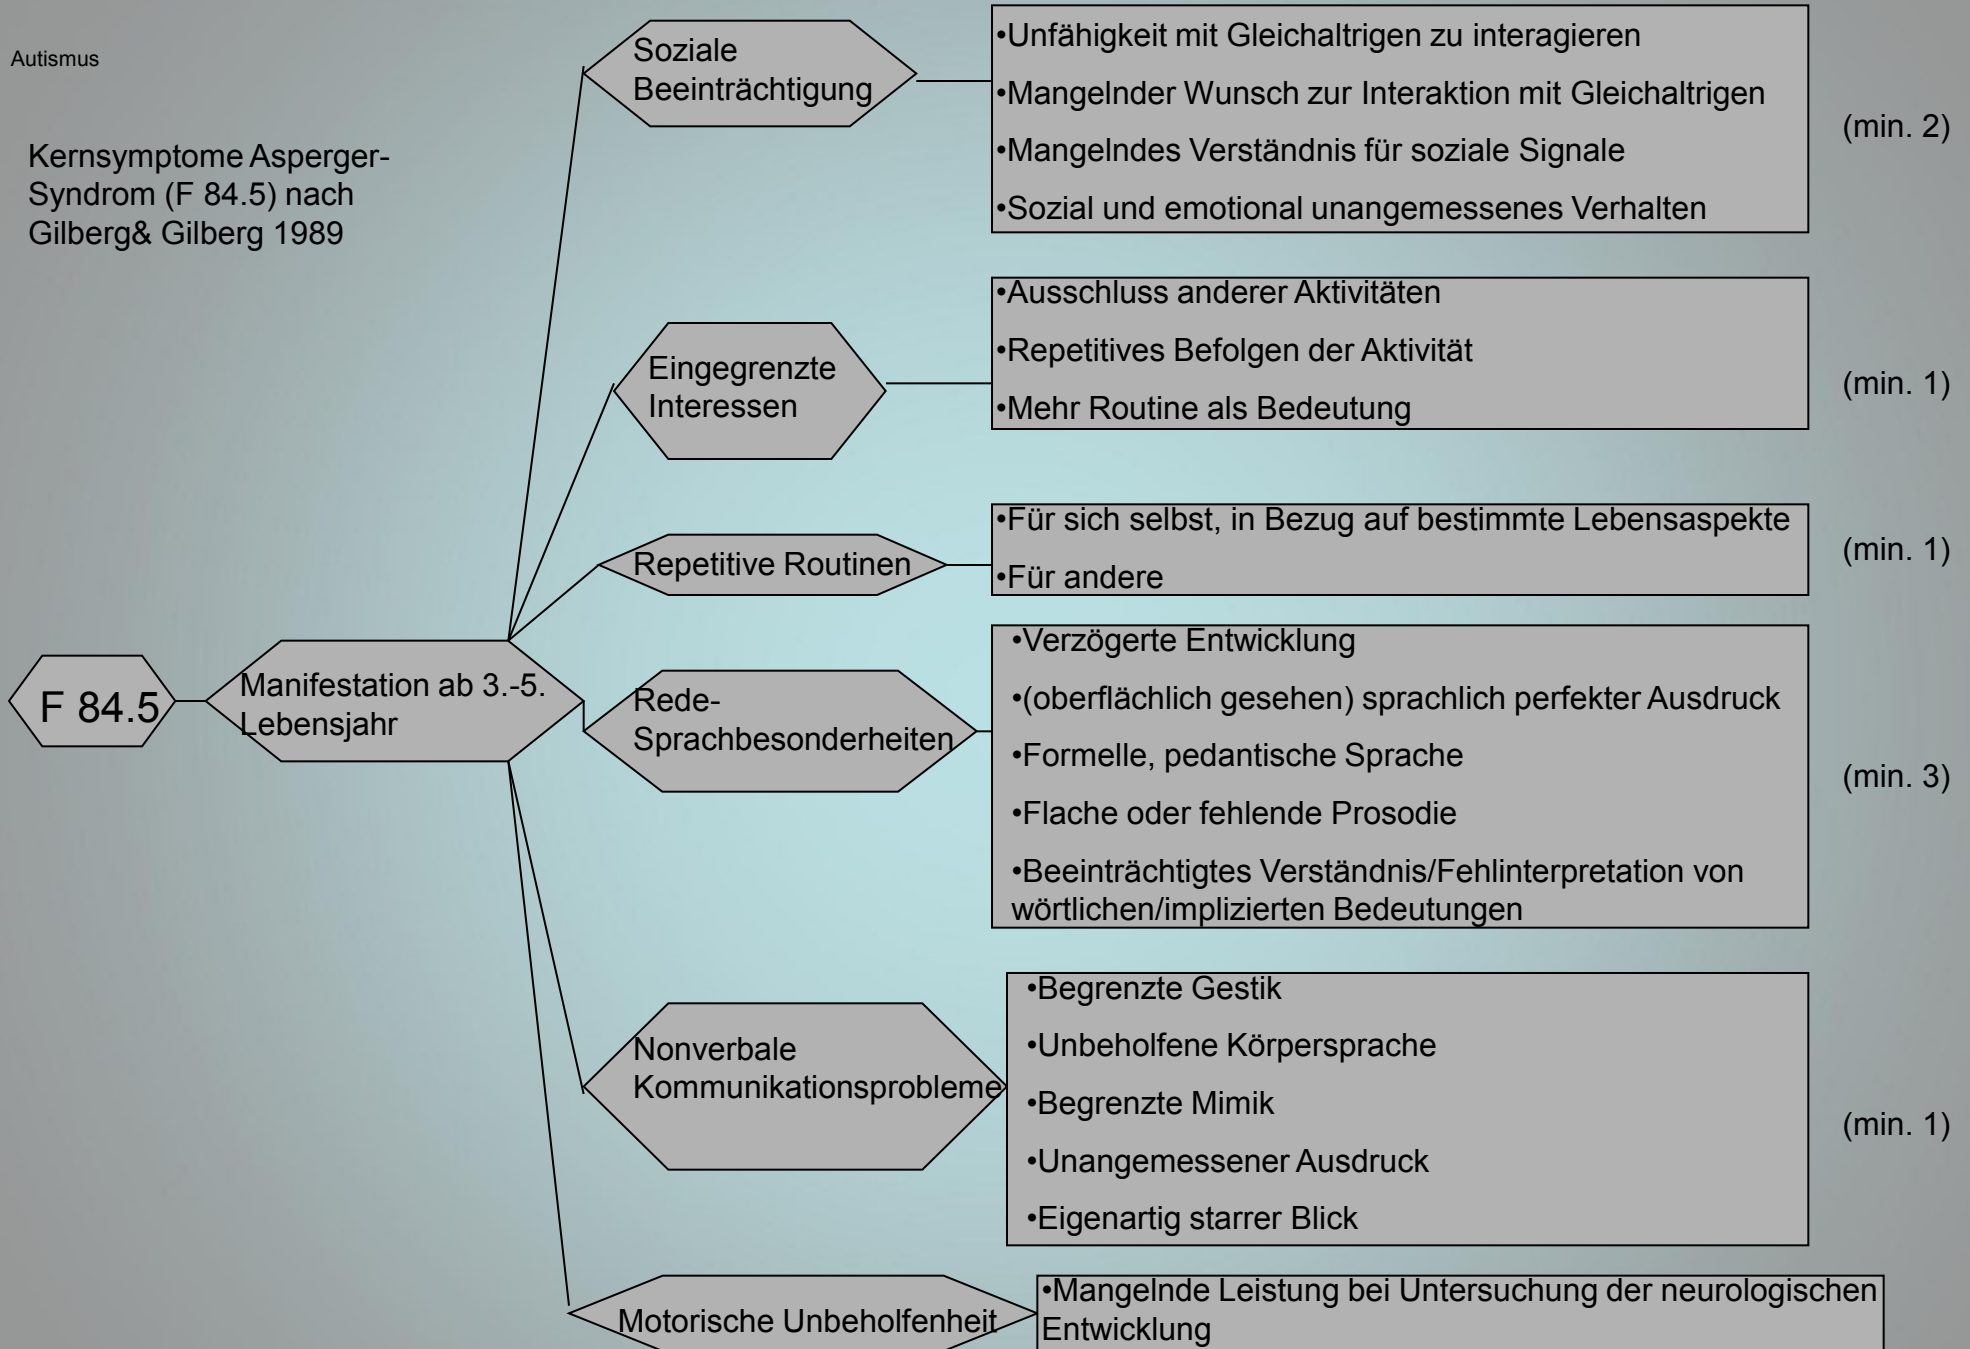 Autismus
Kernsymptome Asperger-
Syndrom (F 84.5) nach
Gilberg& Gilberg 1989
F 84.5
Manifestation ab 3.-5.
Lebensjahr
Soziale
Beeinträchtigung
•Unfähigkeit mit Gleichaltrigen zu interagieren
•Mangelnder Wunsch zur Interaktion mit Gleichaltrigen
•Mangelndes Verständnis für soziale Signale
•Sozial und emotional unangemessenes Verhalten
(min. 2)
Eingegrenzte
Interessen
•Ausschluss anderer Aktivitäten
•Repetitives Befolgen der Aktivität
•Mehr Routine als Bedeutung
(min. 1)
Repetitive Routinen
•Für sich selbst, in Bezug auf bestimmte Lebensaspekte
•Für andere
(min. 1)
Rede-
Sprachbesonderheiten
•Verzögerte Entwicklung
•(oberflächlich gesehen) sprachlich perfekter Ausdruck
•Formelle, pedantische Sprache
•Flache oder fehlende Prosodie
•Beeinträchtigtes Verständnis/Fehlinterpretation von
wörtlichen/implizierten Bedeutungen
(min. 3)
Nonverbale
Kommunikationsprobleme
•Begrenzte Gestik
•Unbeholfene Körpersprache
•Begrenzte Mimik
•Unangemessener Ausdruck
•Eigenartig starrer Blick
(min. 1)
Motorische Unbeholfenheit
•Mangelnde Leistung bei Untersuchung der neurologischen
Entwicklung